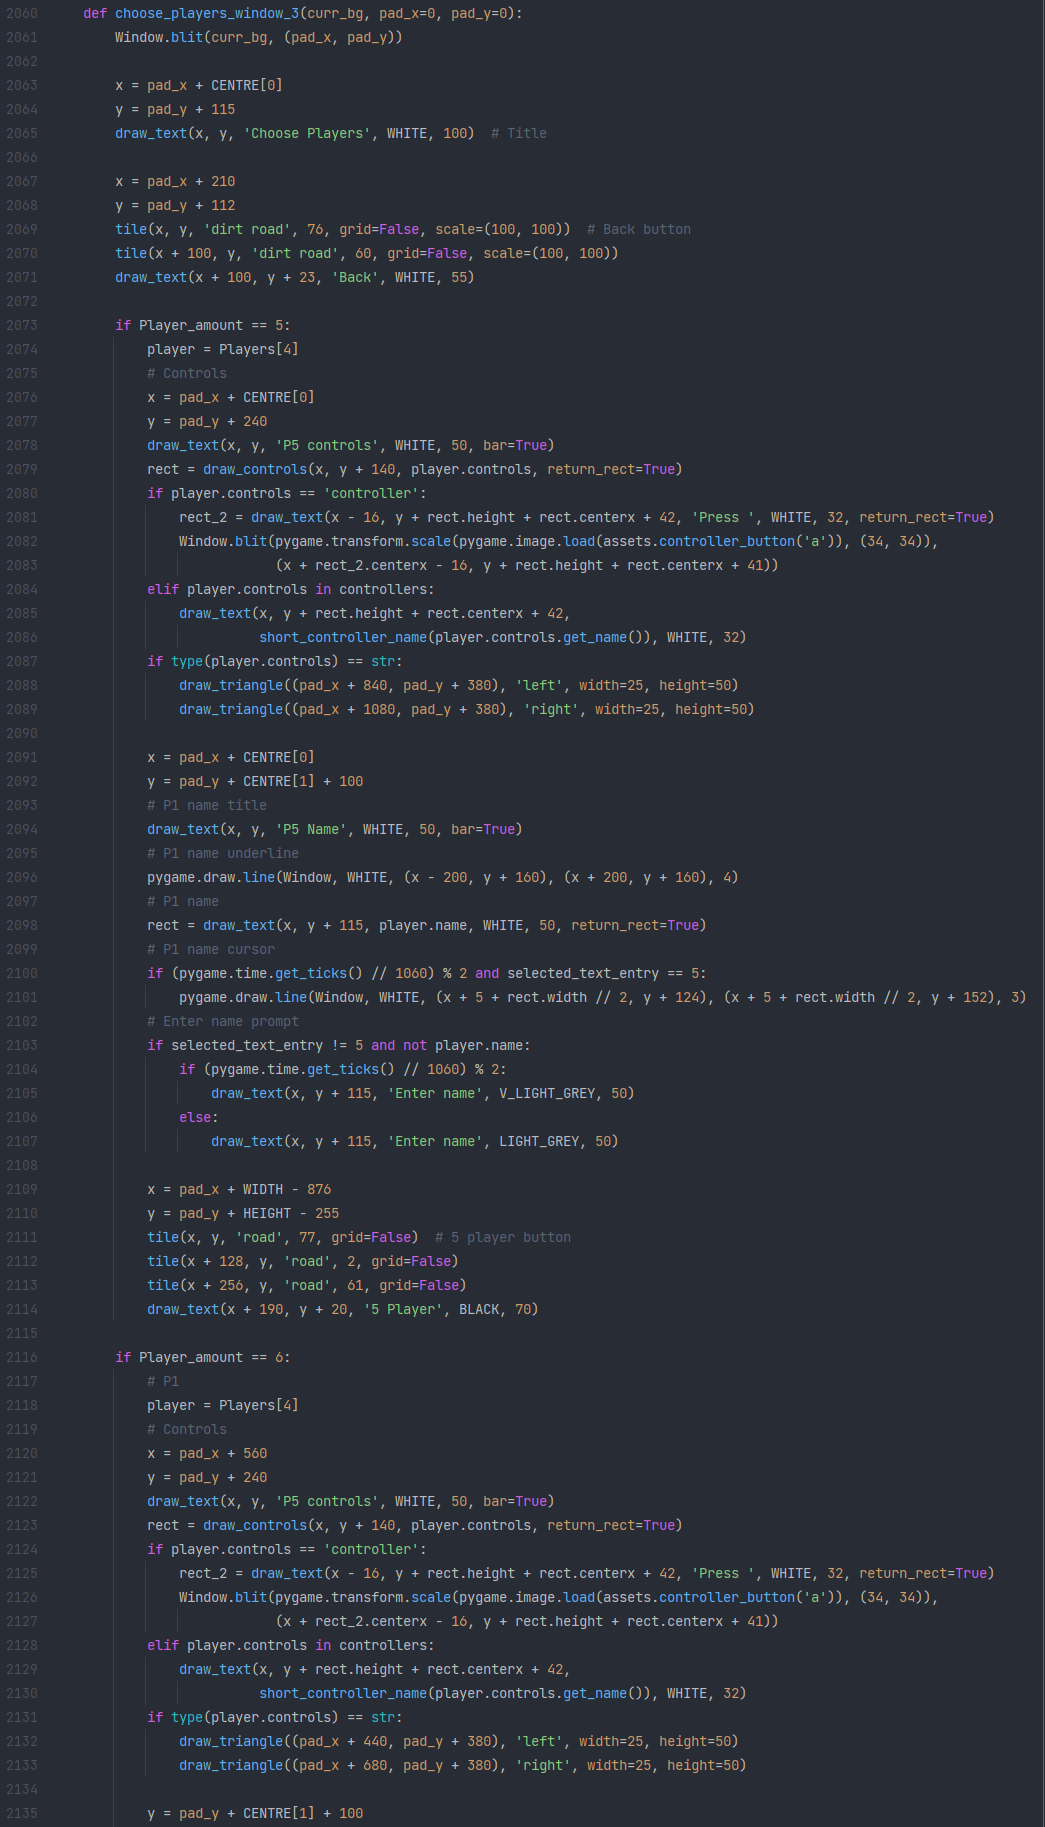 2060 def choose_players_window_3(curr_bg, pad_x=0, pad_y=0):
2061 Window.blit(curr_bg, (pad_x, pad_y))
2062
2063 x = pad_x + CENTRE[0]
2064 y = pad_y + 115
2065 draw_text(x, y, 'Choose Players', WHITE, 100)  # Title
2066
2067 x = pad_x + 210
2068 y = pad_y + 112
2069 tile(x, y, 'dirt road', 76, grid=False, scale=(100, 100))  # Back button
2070 tile(x + 100, y, 'dirt road', 60, grid=False, scale=(100, 100))
2071 draw_text(x + 100, y + 23, 'Back', WHITE, 55)
2072
2073 if Player_amount == 5:
2074 player = Players[4]
2075 # Controls
2076 x = pad_x + CENTRE[0]
2077 y = pad_y + 240
2078 draw_text(x, y, 'P5 controls', WHITE, 50, bar=True)
2079 rect = draw_controls(x, y + 140, player.controls, return_rect=True)
2080 if player.controls == 'controller':
2081 rect_2 = draw_text(x - 16, y + rect.height + rect.centerx + 42, 'Press ', WHITE, 32, return_rect=True)
2082 Window.blit(pygame.transform.scale(pygame.image.load(assets.controller_button('a')), (34, 34)),
2083 (x + rect_2.centerx - 16, y + rect.height + rect.centerx + 41))
2084 elif player.controls in controllers:
2085 draw_text(x, y + rect.height + rect.centerx + 42,
2086 short_controller_name(player.controls.get_name()), WHITE, 32)
2087 if type(player.controls) == str:
2088 draw_triangle((pad_x + 840, pad_y + 380), 'left', width=25, height=50)
2089 draw_triangle((pad_x + 1080, pad_y + 380), 'right', width=25, height=50)
2090
2091 x = pad_x + CENTRE[0]
2092 y = pad_y + CENTRE[1] + 100
2093 # P1 name title
2094 draw_text(x, y, 'P5 Name', WHITE, 50, bar=True)
2095 # P1 name underline
2096 pygame.draw.line(Window, WHITE, (x - 200, y + 160), (x + 200, y + 160), 4)
2097 # P1 name
2098 rect = draw_text(x, y + 115, player.name, WHITE, 50, return_rect=True)
2099 # P1 name cursor
2100 if (pygame.time.get_ticks() // 1060) % 2 and selected_text_entry == 5:
2101 pygame.draw.line(Window, WHITE, (x + 5 + rect.width // 2, y + 124), (x + 5 + rect.width // 2, y + 152), 3)
2102 # Enter name prompt
2103 if selected_text_entry != 5 and not player.name:
2104 if (pygame.time.get_ticks() // 1060) % 2:
2105 draw_text(x, y + 115, 'Enter name', V_LIGHT_GREY, 50)
2106 else:
2107 draw_text(x, y + 115, 'Enter name', LIGHT_GREY, 50)
2108
2109 x = pad_x + WIDTH - 876
2110 y = pad_y + HEIGHT - 255
2111 tile(x, y, 'road', 77, grid=False)  # 5 player button
2112 tile(x + 128, y, 'road', 2, grid=False)
2113 tile(x + 256, y, 'road', 61, grid=False)
2114 draw_text(x + 190, y + 20, '5 Player', BLACK, 70)
2115
2116 if Player_amount == 6:
2117 # P1
2118 player = Players[4]
2119 # Controls
2120 x = pad_x + 560
2121 y = pad_y + 240
2122 draw_text(x, y, 'P5 controls', WHITE, 50, bar=True)
2123 rect = draw_controls(x, y + 140, player.controls, return_rect=True)
2124 if player.controls == 'controller':
2125 rect_2 = draw_text(x - 16, y + rect.height + rect.centerx + 42, 'Press ', WHITE, 32, return_rect=True)
2126 Window.blit(pygame.transform.scale(pygame.image.load(assets.controller_button('a')), (34, 34)),
2127 (x + rect_2.centerx - 16, y + rect.height + rect.centerx + 41))
2128 elif player.controls in controllers:
2129 draw_text(x, y + rect.height + rect.centerx + 42,
2130 short_controller_name(player.controls.get_name()), WHITE, 32)
2131 if type(player.controls) == str:
2132 draw_triangle((pad_x + 440, pad_y + 380), 'left', width=25, height=50)
2133 draw_triangle((pad_x + 680, pad_y + 380), 'right', width=25, height=50)
2134
2135 y = pad_y + CENTRE[1] + 100